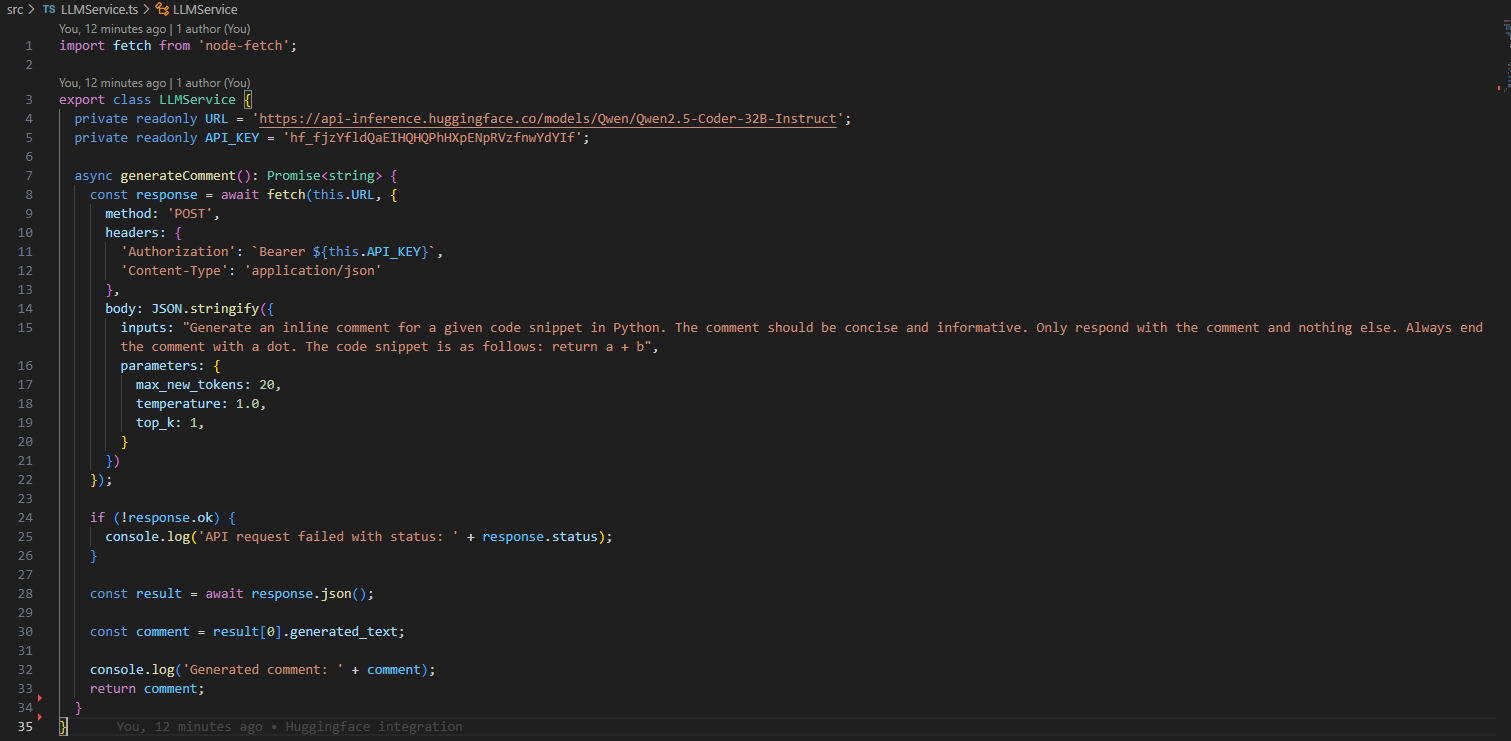 src > TS LLMService.ts > LLMService
You, 12 minutes ago | 1 author (You)
1 import fetch from 'node-fetch';
2
You, 12 minutes ago | 1 author (You)
3 export class LLMService {
4 private readonly URL = 'https://api-inference.huggingface.co/models/Qwen/Qwen2.5-Coder-32B-Instruct';
5 private readonly API_KEY = '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';
6
7 async generateComment(): Promise<string> {
8 const response = await fetch(this.URL, {
9 method: 'POST',
10 headers: {
11 'Authorization': `Bearer ${this.API_KEY}`,
12 'Content-Type': 'application/json'
13 },
14 body: JSON.stringify({
15 inputs: "Generate an inline comment for a given code snippet in Python. The comment should be concise and informative. Only respond with the comment and nothing else. Always end
the comment with a dot. The code snippet is as follows: return a + b",
16 parameters: {
17 max_new_tokens: 20,
18 temperature: 1.0,
19 top_k: 1,
20 }
21 })
22 });
23
24 if (!response.ok) {
25 console.log('API request failed with status: ' + response.status);
26 }
27
28 const result = await response.json();
29
30 const comment = result[0].generated_text;
31
32 console.log('Generated comment: ' + comment);
33 return comment;
34 }
35 } You, 12 minutes ago • Huggingface integration